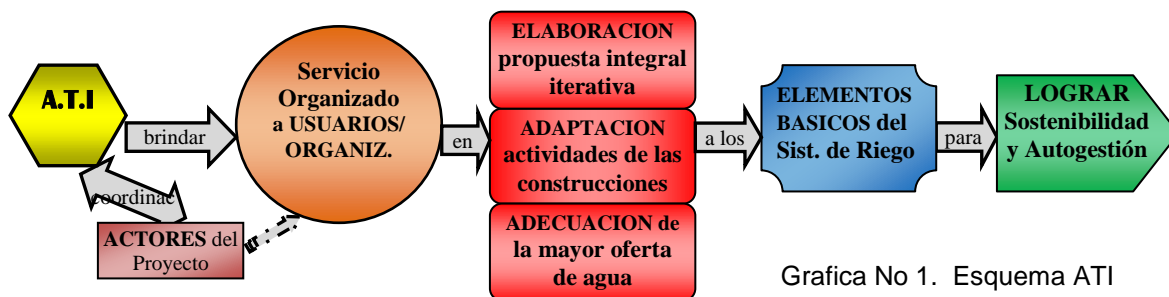 A.T.I
brindar
Servicio
Organizado
a USUARIOS/
ORGANIZ.
en
ELABORACION
propuesta integral
iterativa
ADAPTACION
actividades de las
construcciones
ADECUACION de
la mayor oferta
de agua
a los
ELEMENTOS
BASICOS del
Sist. de Riego
para
LOGRAR
Sostenibilidad
y Autogestión
coordinac
ACTORES del
Proyecto
Grafica No 1. Esquema ATI